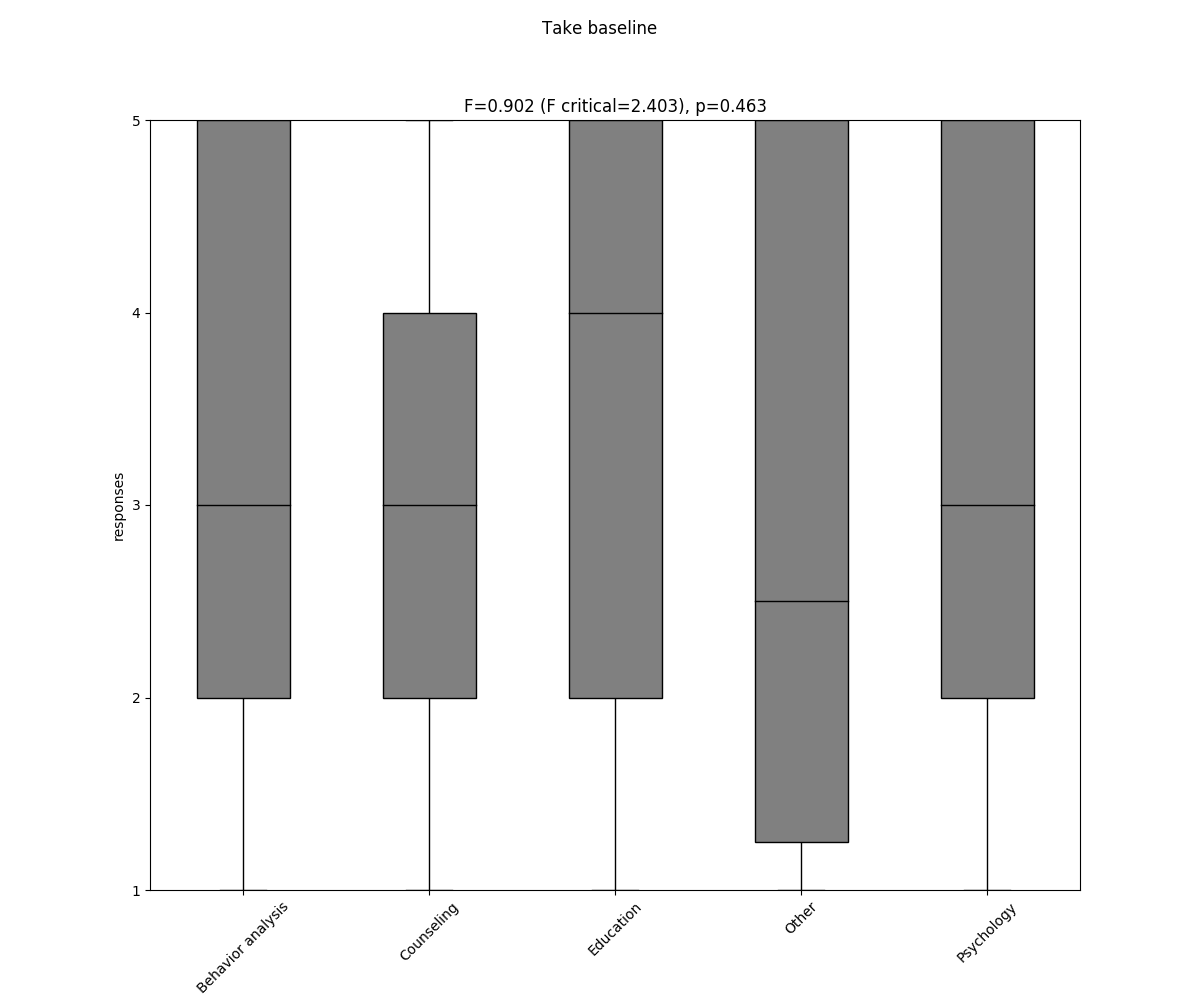 Take baseline
F=0.902 (F critical=2.403), p=0.463
5
4
3
2
1
responses
Behavior analysis
Counseling
Education
Other
Psychology